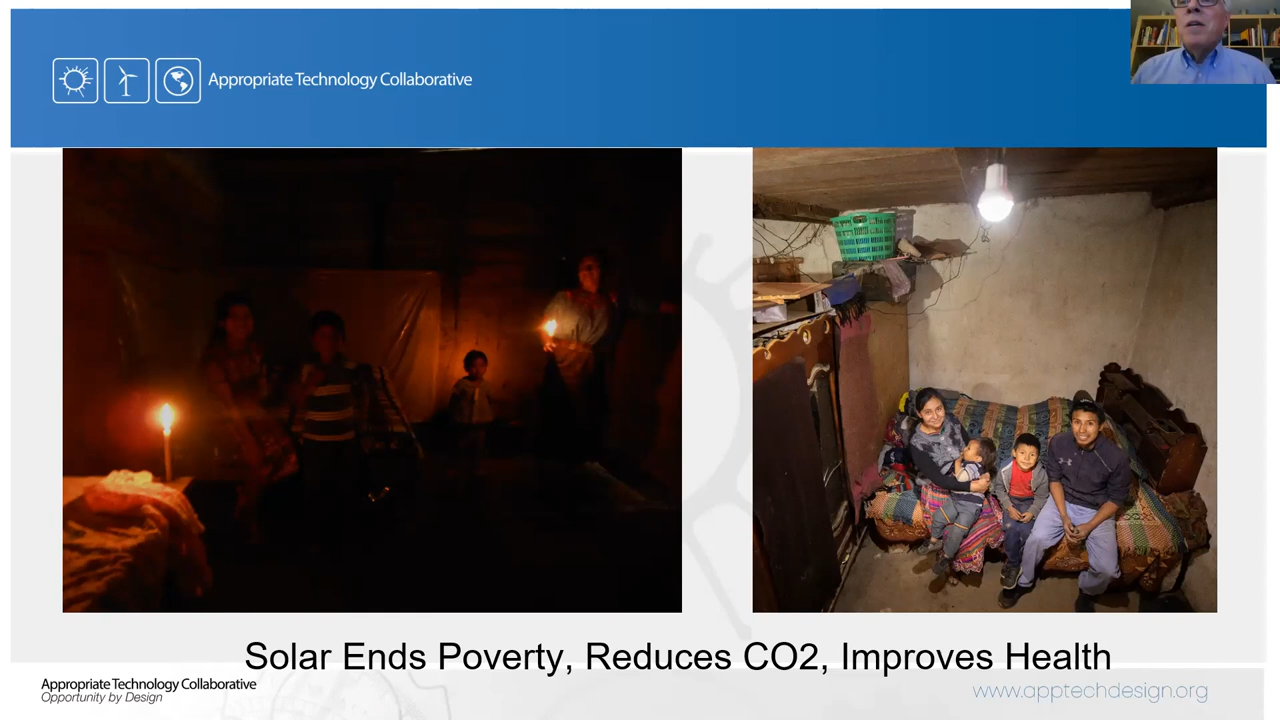 Appropriate Technology Collaborative
Solar Ends Poverty, Reduces CO2, Improves Health
Appropriate Technology Collaborative
Opportunity by Design
www.apptechdesign.org